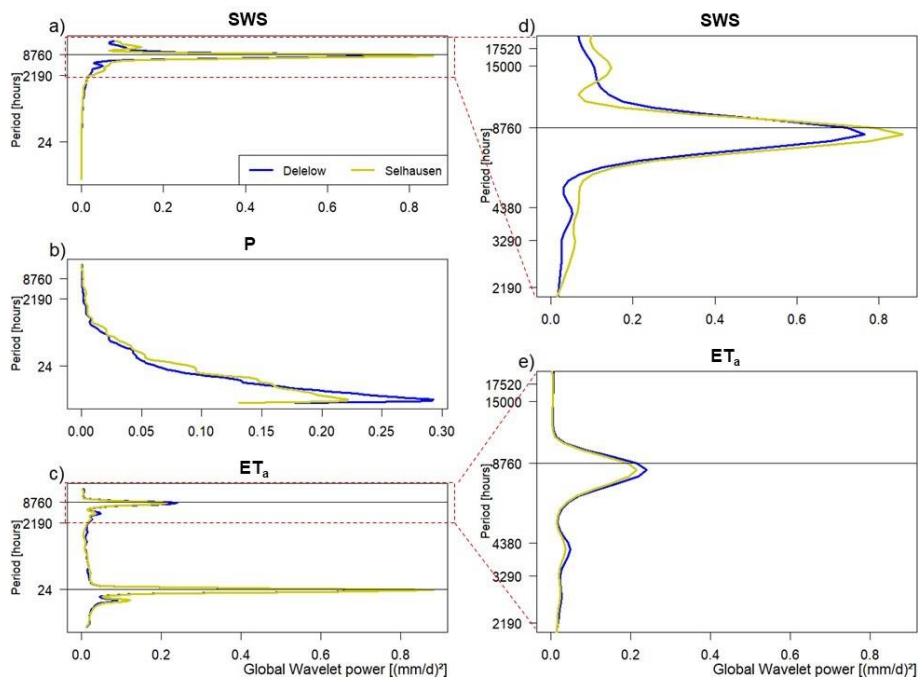 a)
SWS
Period [hours]
8760
2190
24
Delelow
Selhausen
0.0
0.2
0.4
0.6
0.8
b)
P
Period [hours]
8760
2190
24
0.00
0.05
0.10
0.15
0.20
0.25
0.30
c)
ETa
Period [hours]
8760
2190
24
0.0
0.2
0.4
0.6
0.8
Global Wavelet power [(mm/d)²]
d)
SWS
Period [hours]
17520
15000
8760
4380
3290
2190
0.0
0.2
0.4
0.6
0.8
e)
ETa
Period [hours]
17520
15000
8760
4380
3290
2190
0.0
0.2
0.4
0.6
0.8
Global Wavelet power [(mm/d)²]